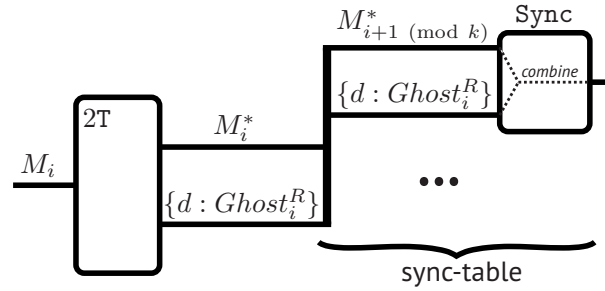 Sync
M^*_{i+1 (mod k)}
combine
{d : Ghost^R_i}
2T
M^*_i
M_i
{d : Ghost^R_i}
•••
sync-table